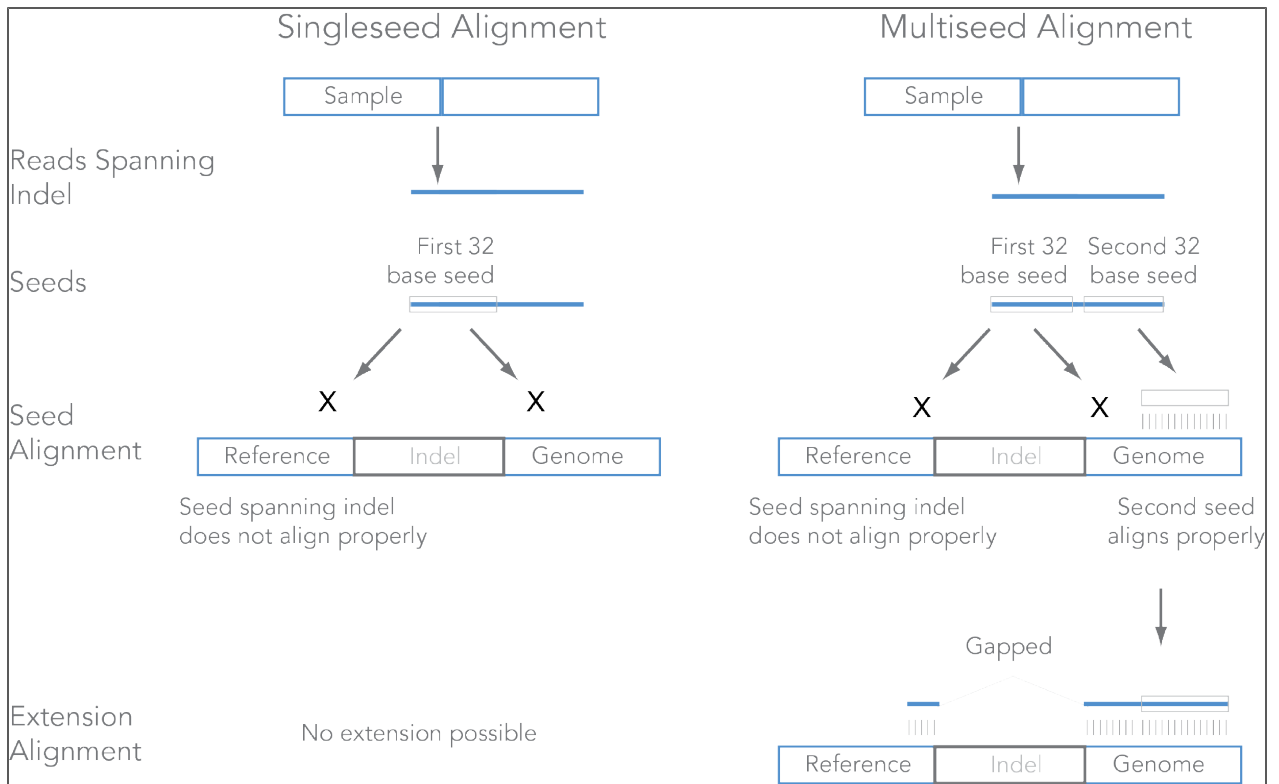 Singleseed Alignment
Multiseed Alignment
Sample
Sample
Reads Spanning
Indel
First 32
base seed
First 32
base seed
Second 32
base seed
Seeds
X
X
X
X
Seed
Alignment
Reference
Indel
Genome
Reference
Indel
Genome
Seed spanning indel
does not align properly
Seed spanning indel
does not align properly
Second seed
aligns properly
Gapped
Extension
Alignment
No extension possible
Reference
Indel
Genome